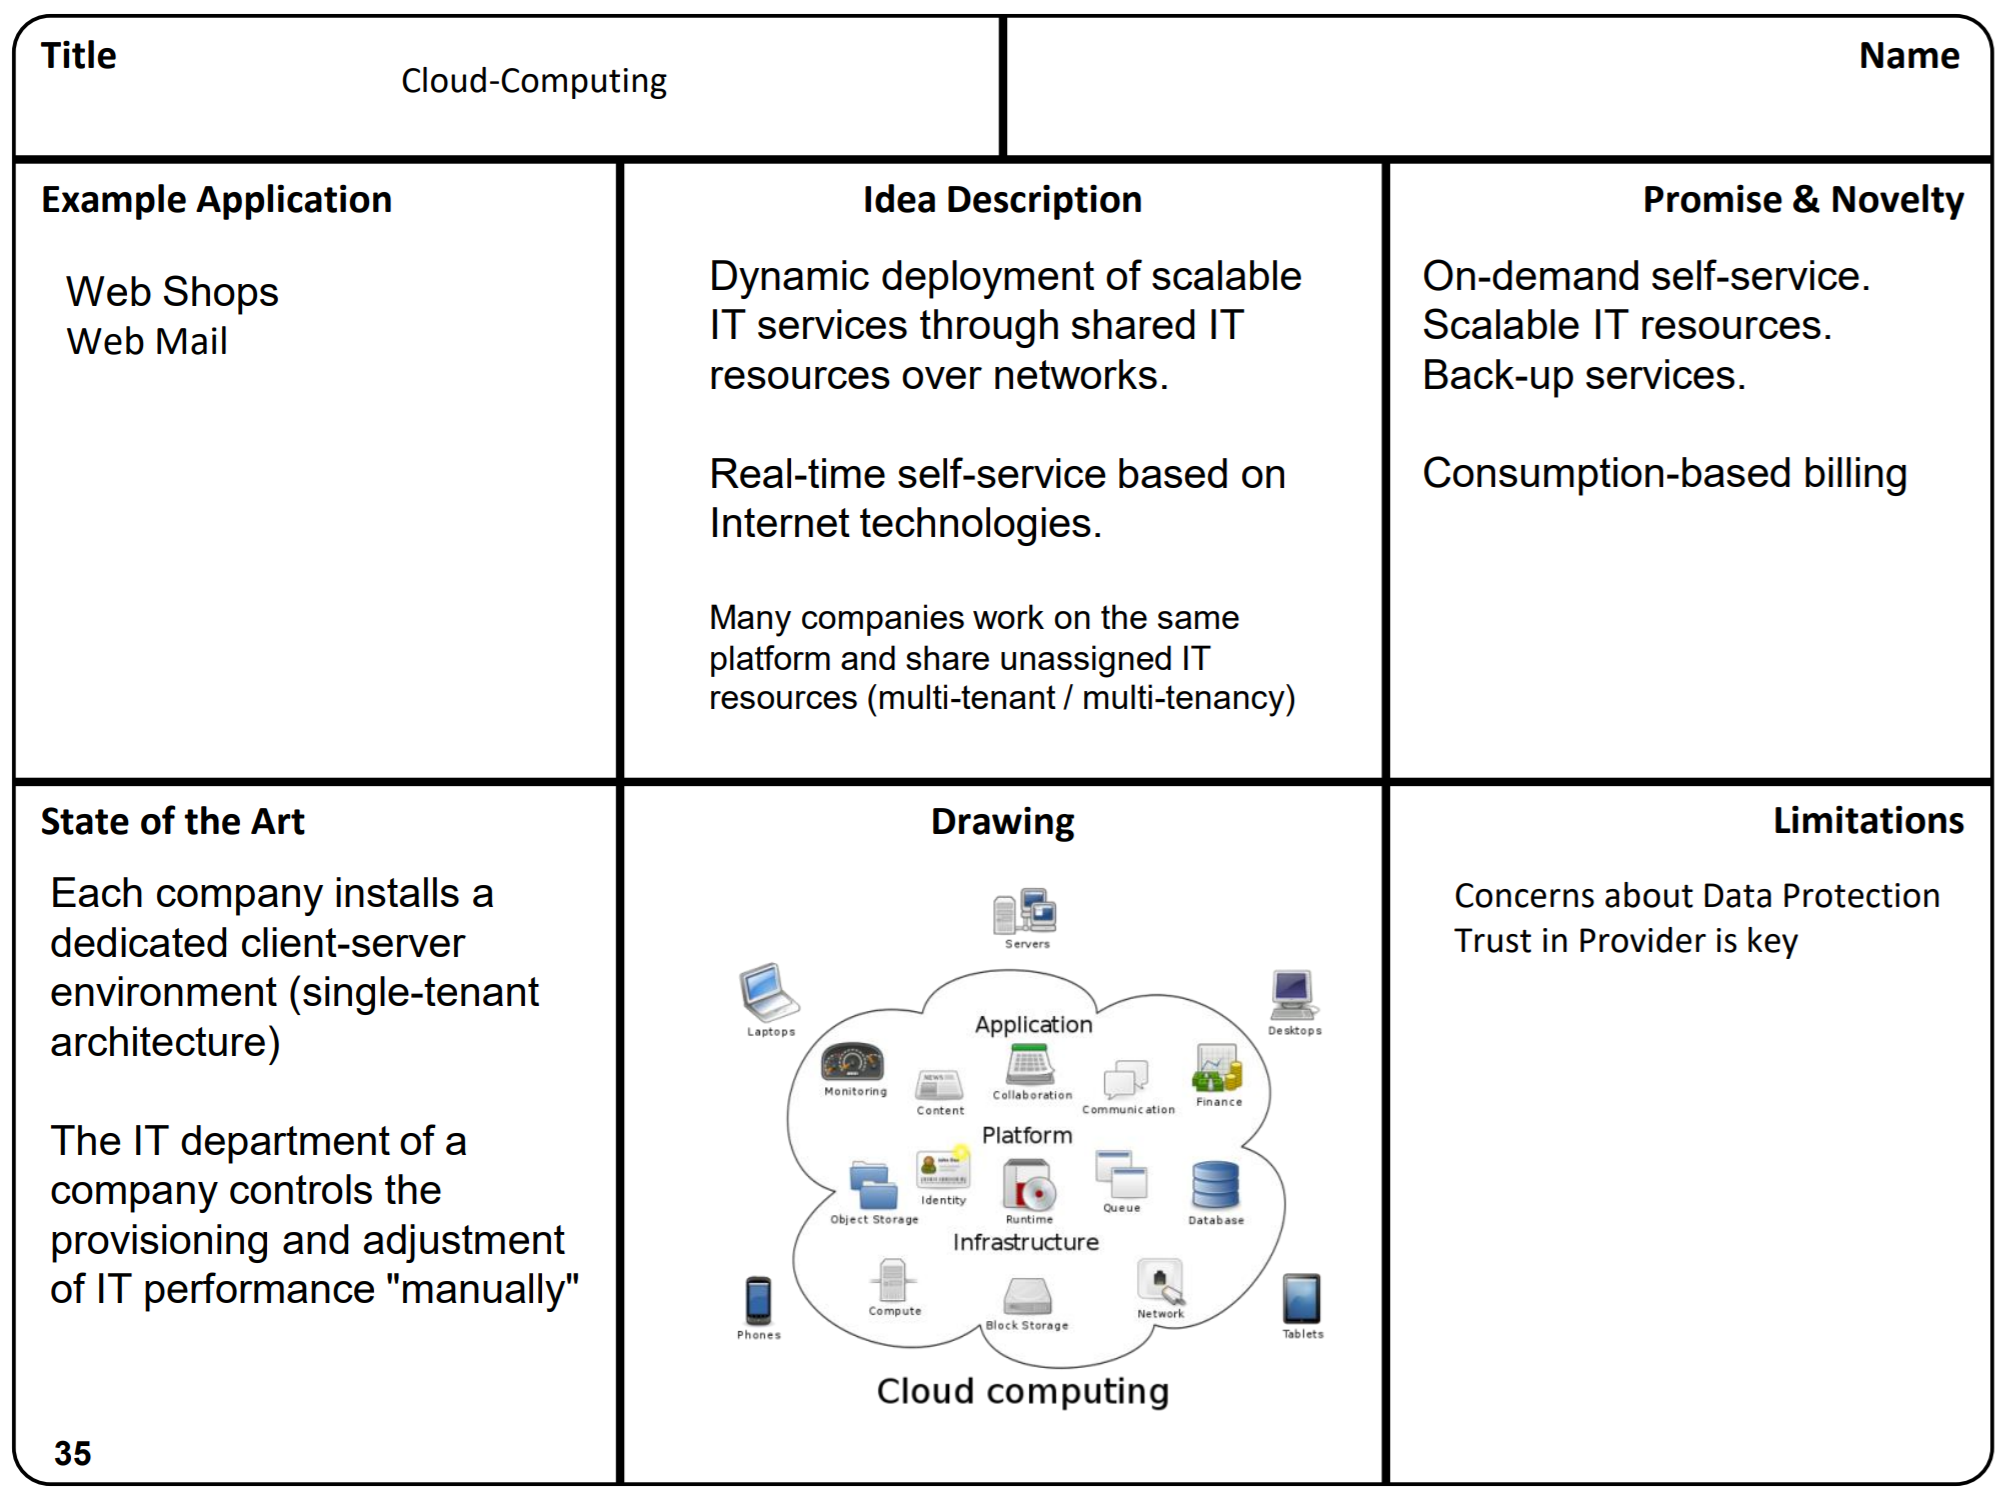 Title
Cloud-Computing
Name
Example Application
Web Shops
Web Mail
Idea Description
Dynamic deployment of scalable
IT services through shared IT
resources over networks.
Real-time self-service based on
Internet technologies.
Many companies work on the same
platform and share unassigned IT
resources (multi-tenant / multi-tenancy)
Promise & Novelty
On-demand self-service.
Scalable IT resources.
Back-up services.
Consumption-based billing
State of the Art
Each company installs a
dedicated client-server
environment (single-tenant
architecture)
The IT department of a
company controls the
provisioning and adjustment
of IT performance "manually"
35
Drawing
Servers
Laptops
Desktops
Application
Monitoring
NEWS
Content
Collaboration
Communication
Finance
Platform
Object Storage
Identity
Runtime
Queue
Database
Infrastructure
Compute
Block Storage
Network
Phones
Tablets
Cloud computing
Limitations
Concerns about Data Protection
Trust in Provider is key